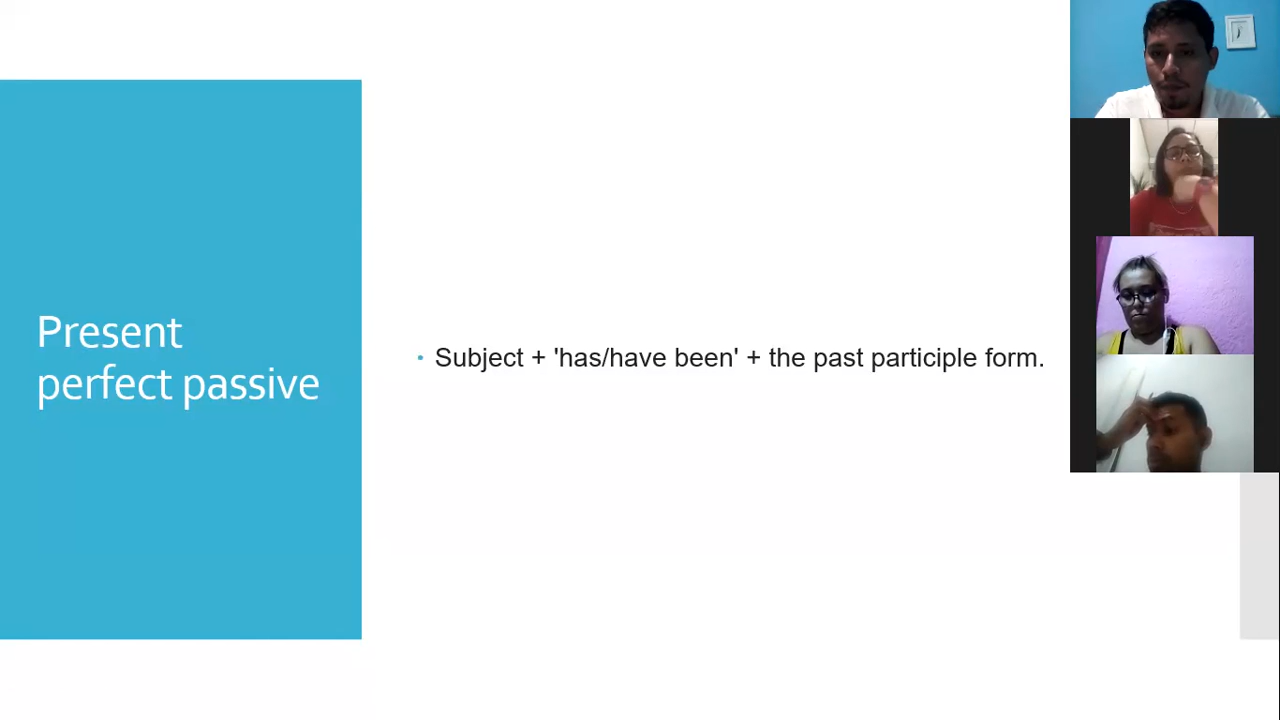 Present
perfect passive
• Subject + 'has/have been' + the past participle form.